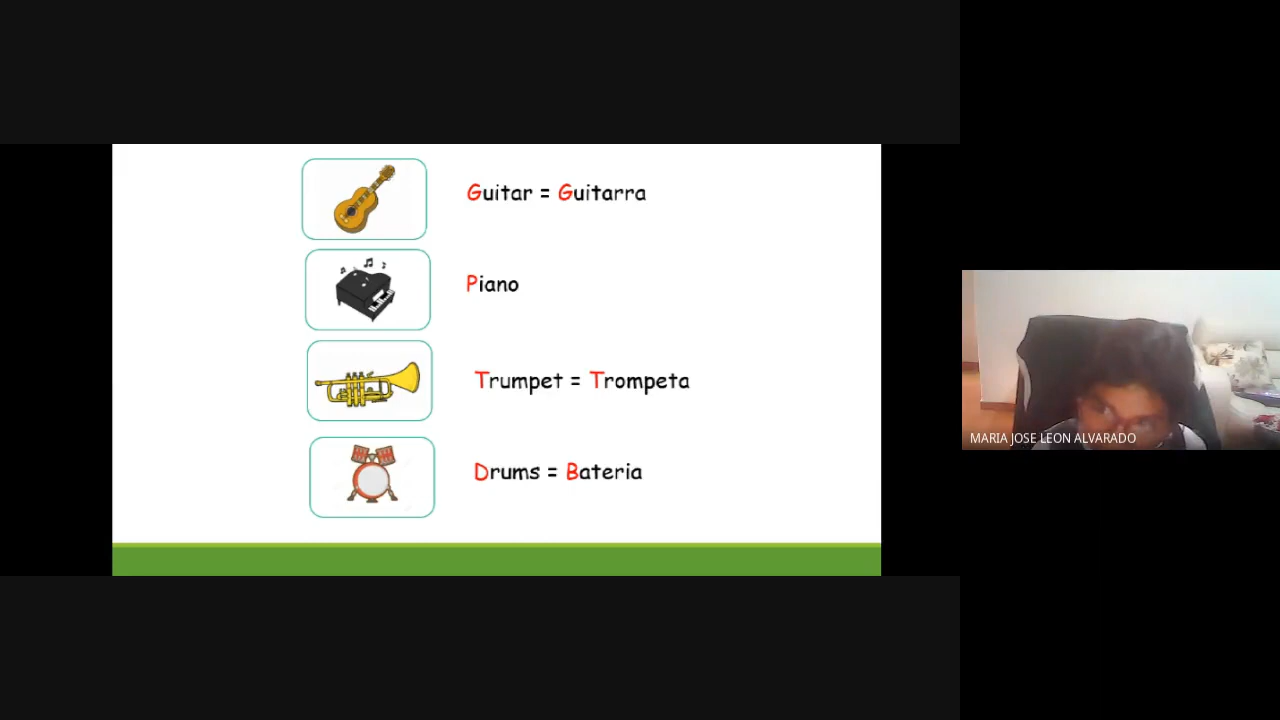 Guitar = Guitarra
Piano
Trumpet = Trompeta
Drums = Bateria
MARIA JOSE LEON ALVARADO